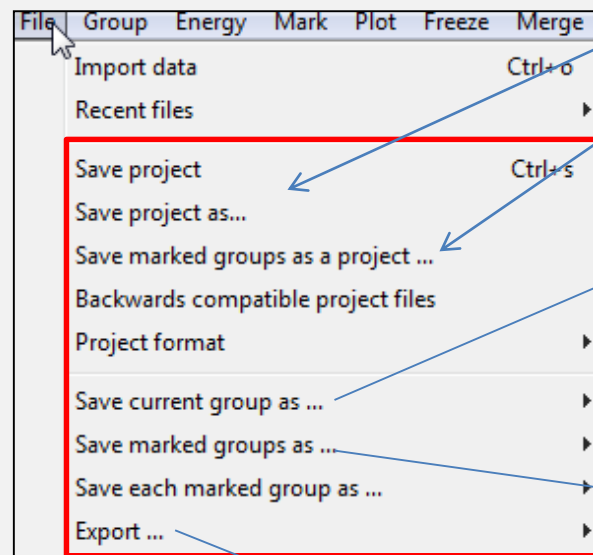 File Group Energy Mark Plot Freeze Merge
Import data Ctrl+o
Recent files
Save project Ctrl+s
Save project as...
Save marked groups as a project ...
Backwards compatible project files
Project format
Save current group as ...
Save marked groups as ...
Save each marked group as ...
Export ...